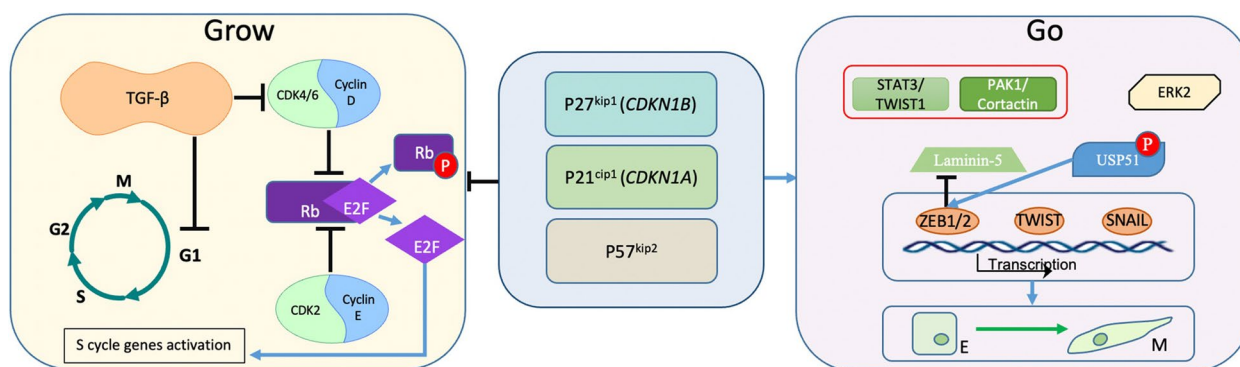 Grow
TGF-β
CDK4/6
Cyclin
D
Rb
P
Rb
E2F
E2F
M
G2
G1
S
CDK2
Cyclin
E
S cycle genes activation
P27kip1 (CDKN1B)
P21cip1 (CDKN1A)
P57kip2
Go
STAT3/
TWIST1
PAK1/
Cortactin
ERK2
Laminin-5
P
USP51
ZEB1/2
TWIST
SNAIL
Transcription
E
M